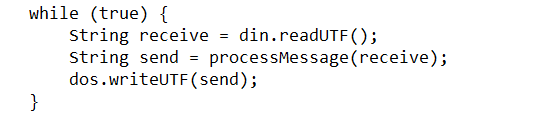 while (true) {
    String receive = din.readUTF();
    String send = processMessage(receive);
    dos.writeUTF(send);
}